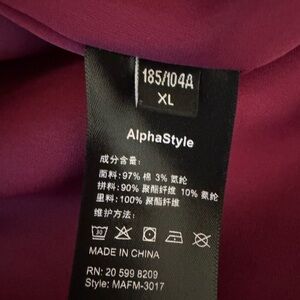 185/104A
XL
AlphaStyle
成分含量:
面料:97% 棉 3% 氨纶
拼料:90% 聚酯纤维 10% 氨纶
里料:100% 聚酯纤维
维护方法:
30
MADE IN CHINA
RN: 20 599 8209
Style: MAFM-3017